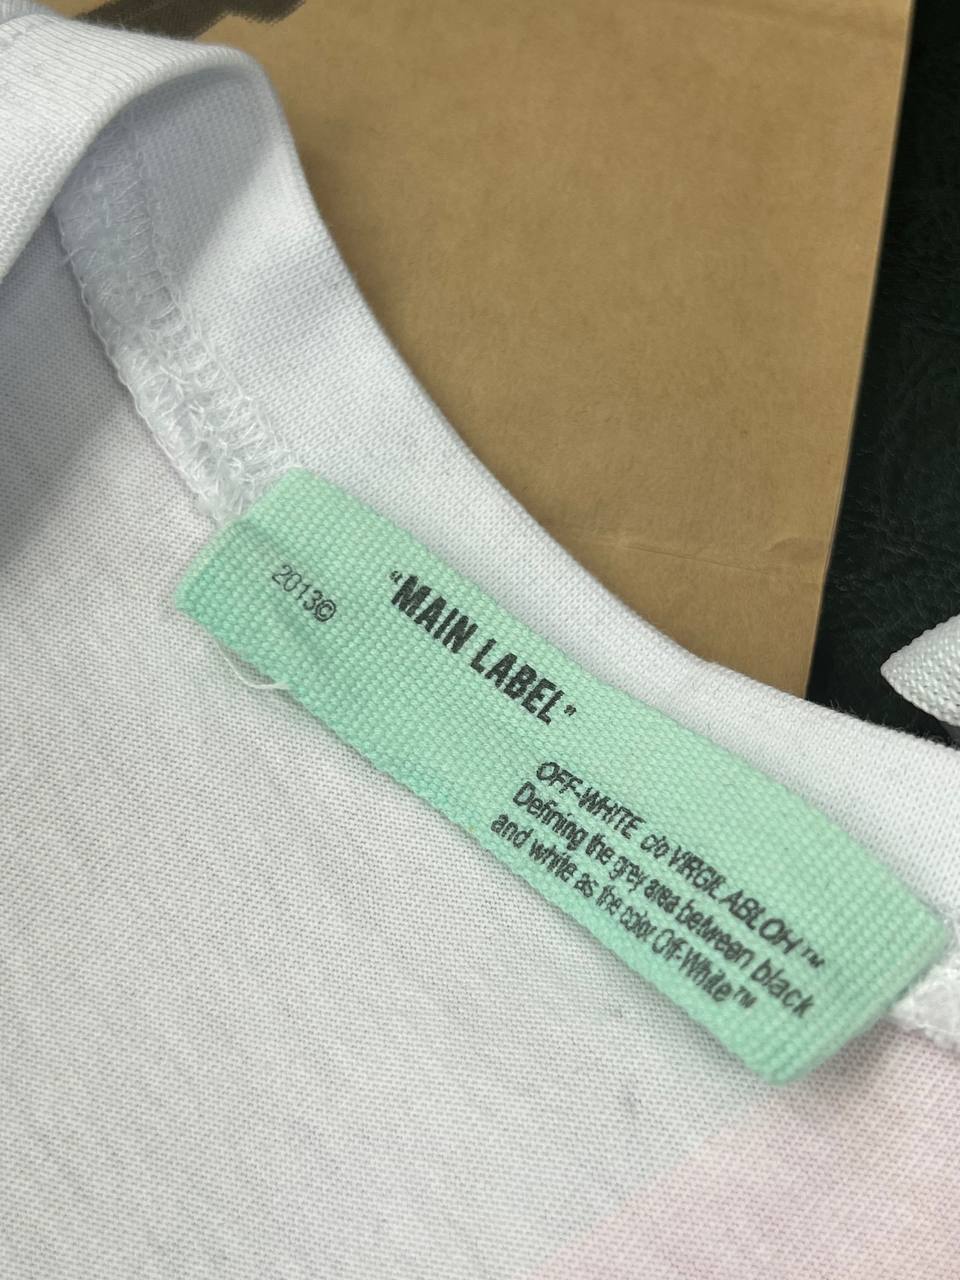 2013©
"MAIN LABEL"
OFF-WHITE c/o VIRGIL ABLOH™
Defining the grey area between black
and white as the color Off-White™